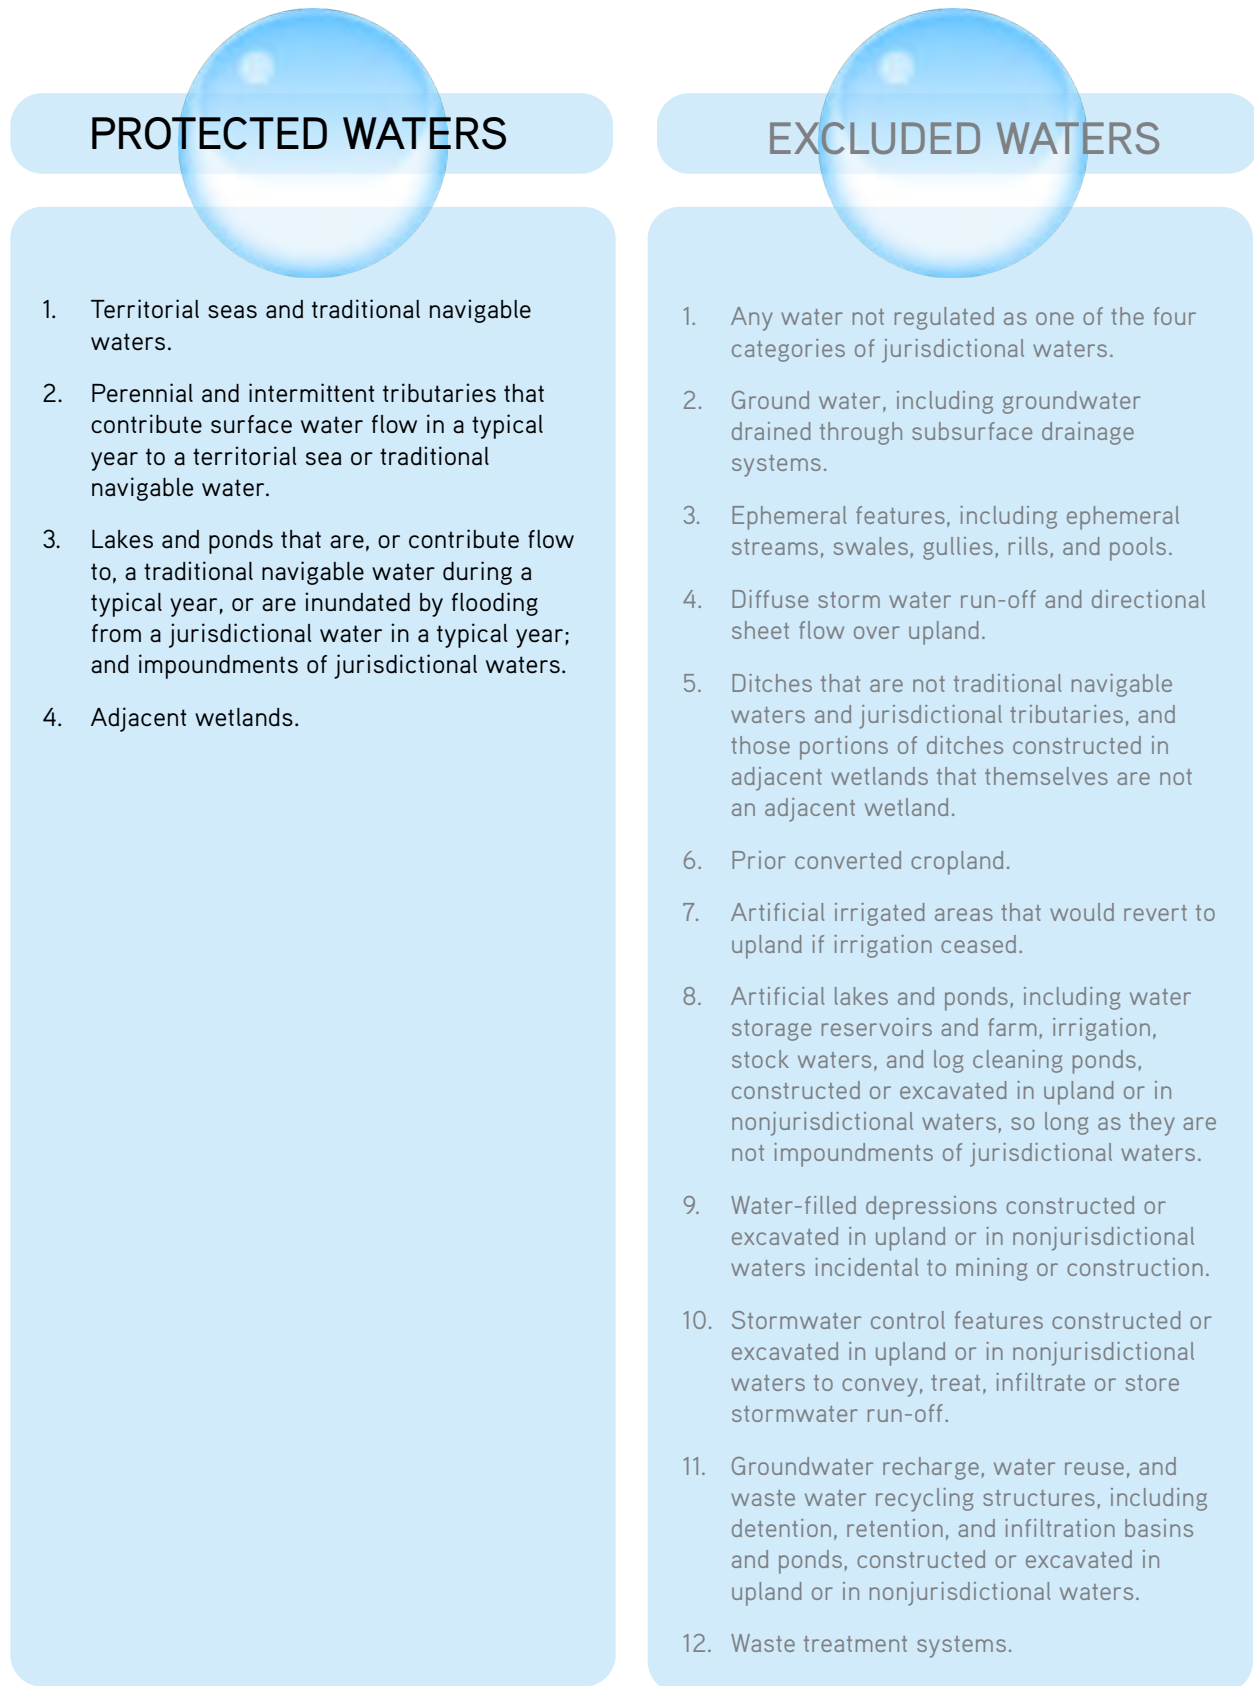 PROTECTED WATERS
1. Territorial seas and traditional navigable
waters.
2. Perennial and intermittent tributaries that
contribute surface water flow in a typical
year to a territorial sea or traditional
navigable water.
3. Lakes and ponds that are, or contribute flow
to, a traditional navigable water during a
typical year, or are inundated by flooding
from a jurisdictional water in a typical year;
and impoundments of jurisdictional waters.
4. Adjacent wetlands.
EXCLUDED WATERS
1. Any water not regulated as one of the four
categories of jurisdictional waters.
2. Ground water, including groundwater
drained through subsurface drainage
systems.
3. Ephemeral features, including ephemeral
streams, swales, gullies, rills, and pools.
4. Diffuse storm water run-off and directional
sheet flow over upland.
5. Ditches that are not traditional navigable
waters and jurisdictional tributaries, and
those portions of ditches constructed in
adjacent wetlands that themselves are not
an adjacent wetland.
6. Prior converted cropland.
7. Artificial irrigated areas that would revert to
upland if irrigation ceased.
8. Artificial lakes and ponds, including water
storage reservoirs and farm, irrigation,
stock waters, and log cleaning ponds,
constructed or excavated in upland or in
nonjurisdictional waters, so long as they are
not impoundments of jurisdictional waters.
9. Water-filled depressions constructed or
excavated in upland or in nonjurisdictional
waters incidental to mining or construction.
10. Stormwater control features constructed or
excavated in upland or in nonjurisdictional
waters to convey, treat, infiltrate or store
stormwater run-off.
11. Groundwater recharge, water reuse, and
waste water recycling structures, including
detention, retention, and infiltration basins
and ponds, constructed or excavated in
upland or in nonjurisdictional waters.
12. Waste treatment systems.